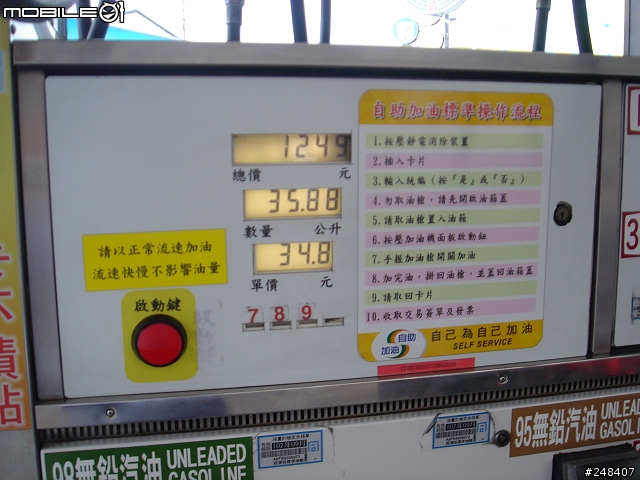 MOBILE01
自助加油標準操作流程
1249
總價 元
35.88
數量 公升
34.8
單價 元
1.按壓靜電消除裝置
2.插入卡片
3.輸入統編（按『是』或『否』）
4.勿取油槍，請先開啟油箱蓋
5.請取油槍置入油箱
6.按壓加油機面板啟動鈕
7.手握加油槍開關加油
8.加完油，掛回油槍，並蓋回油箱蓋
9.請取回卡片
10.收取交易簽單及發票
請以正常流速加油
流速快慢不影響油量
啟動鍵
789
自助
加油
自己為自己加油
SELF SERVICE
98無鉛汽油 UNLEADED
GASOLINE
95無鉛汽油 UNLEADED
GASOLINE
#248407